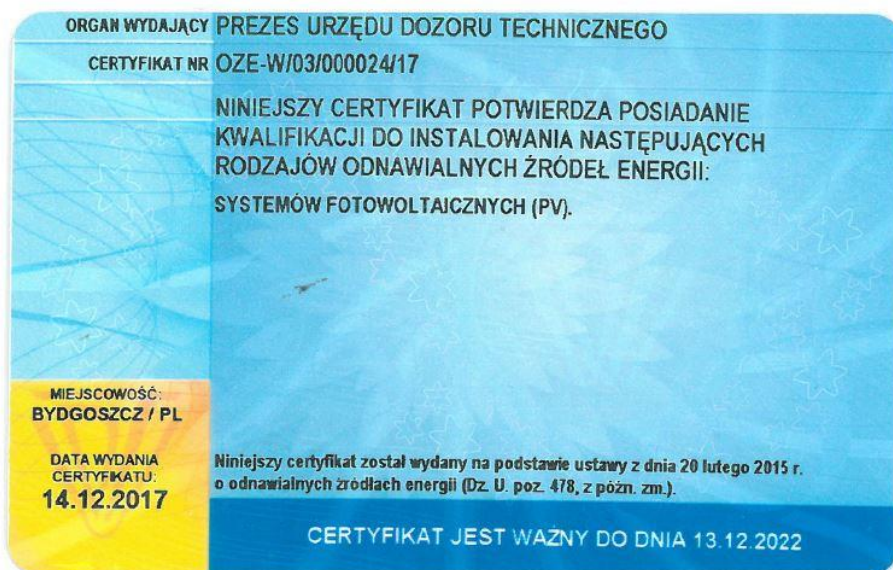 ORGAN WYDAJĄCY PREZES URZĘDU DOZORU TECHNICZNEGO
CERTYFIKAT NR OZE-W/03/000024/17
NINIEJSZY CERTYFIKAT POTWIERDZA POSIADANIE
KWALIFIKACJI DO INSTALOWANIA NASTĘPUJĄCYCH
RODZAJÓW ODNAWIALNYCH ŹRÓDEŁ ENERGII:
SYSTEMÓW FOTOWOLTAICZNYCH (PV).
MIEJSCOWOŚĆ:
BYDGOSZCZ / PL
DATA WYDANIA
CERTYFIKATU:
14.12.2017
Niniejszy certyfikat został wydany na podstawie ustawy z dnia 20 lutego 2015 r.
o odnawialnych źródłach energii (Dz. U. poz. 478, z późn. zm.).
CERTYFIKAT JEST WAŻNY DO DNIA 13.12.2022